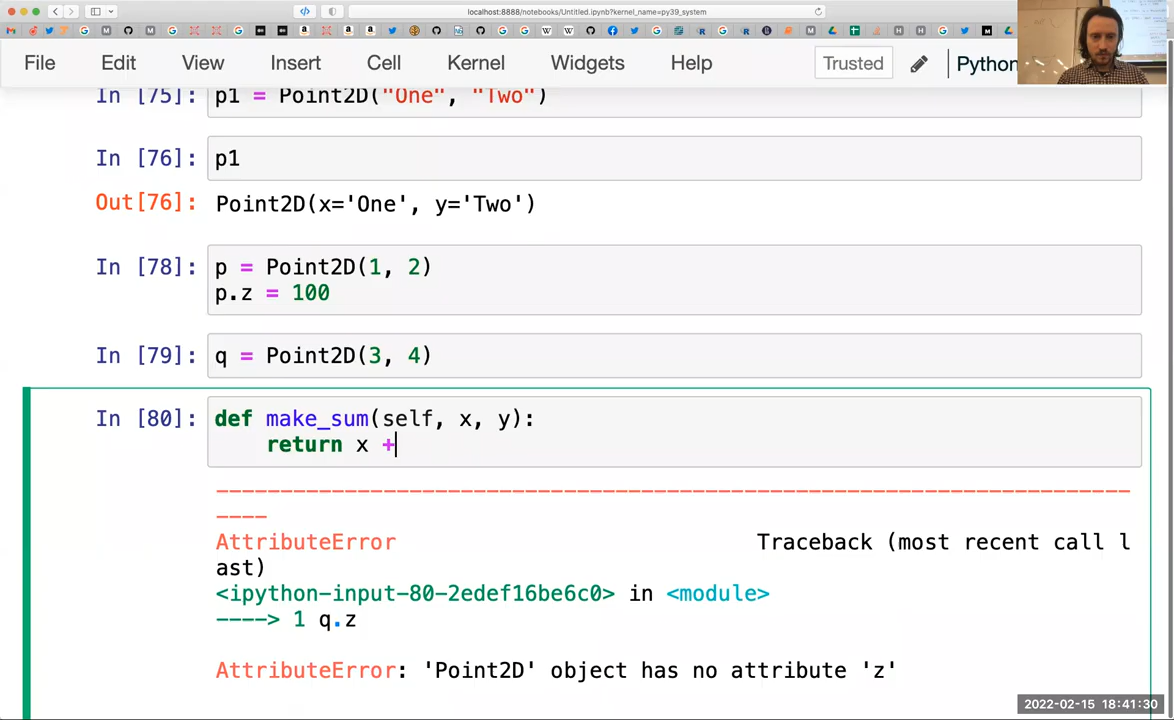 localhost:8888/notebooks/Untitled.ipynb?kernel_name=py39_system
File Edit View Insert Cell Kernel Widgets Help Trusted Python
In [75]: p1 = Point2D("One", "Two")
In [76]: p1
Out[76]: Point2D(x='One', y='Two')
In [78]: p = Point2D(1, 2)
p.z = 100
In [79]: q = Point2D(3, 4)
In [80]: def make_sum(self, x, y):
return x +
--------------------------------------------------------------------------
----
AttributeError Traceback (most recent call l
ast)
<ipython-input-80-2edef16be6c0> in <module>
----> 1 q.z
AttributeError: 'Point2D' object has no attribute 'z'
2022-02-15 18:41:30